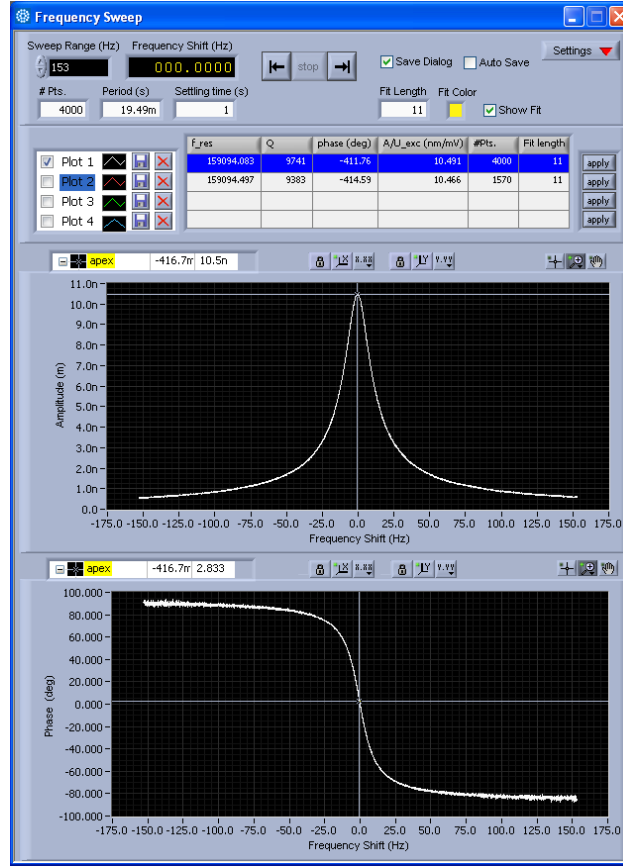 Frequency Sweep
Sweep Range (Hz) Frequency Shift (Hz)
153 000.0000 stop Save Dialog Auto Save Settings
# Pts. Period (s) Settling time (s) Fit Length Fit Color
4000 19.49m 1 11 Show Fit
f_res Q phase (deg) A/U_exc (nm/mV) #Pts. Fit length
Plot 1 159094.083 9741 -411.76 10.491 4000 11 apply
Plot 2 159094.497 9383 -414.59 10.466 1570 11 apply
Plot 3 apply
Plot 4 apply
apex -416.7m 10.5n X X.XX Y Y.YY
11.0n
10.0n
9.0n
8.0n
7.0n
6.0n
5.0n
4.0n
3.0n
2.0n
1.0n
0.0
Amplitude (m)
-175.0 -150.0 -125.0 -100.0 -75.0 -50.0 -25.0 0.0 25.0 50.0 75.0 100.0 125.0 150.0 175.0
Frequency Shift (Hz)
apex -416.7m 2.833 X X.XX Y Y.YY
100.000
80.000
60.000
40.000
20.000
0.000
-20.000
-40.000
-60.000
-80.000
-100.000
Phase (deg)
-175.0 -150.0 -125.0 -100.0 -75.0 -50.0 -25.0 0.0 25.0 50.0 75.0 100.0 125.0 150.0 175.0
Frequency Shift (Hz)